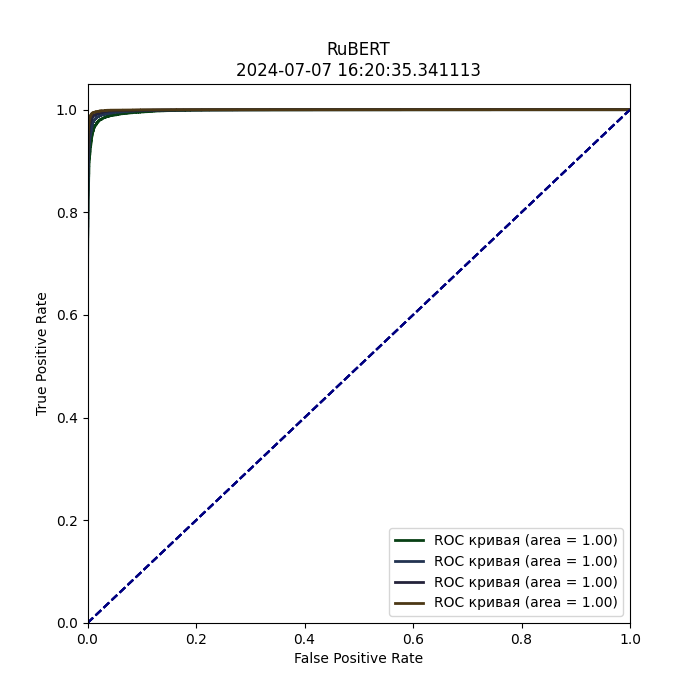 RuBERT
2024-07-07 16:20:35.341113
True Positive Rate
1.0
0.8
0.6
0.4
0.2
0.0
ROC кривая (area = 1.00)
ROC кривая (area = 1.00)
ROC кривая (area = 1.00)
ROC кривая (area = 1.00)
0.0 0.2 0.4 0.6 0.8 1.0
False Positive Rate